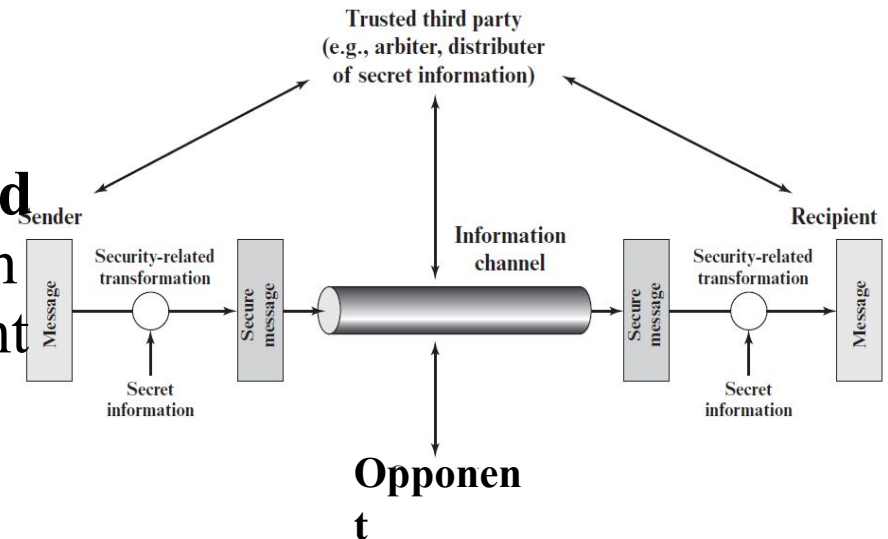 Trusted third party
(e.g., arbiter, distributer
of secret information)
d
Sender
Recipient
Information
channel
Security-related
transformation
Security-related
transformation
n
nt
Message
Secure
message
Secure
message
Message
Secret
information
Secret
information
Opponen
t